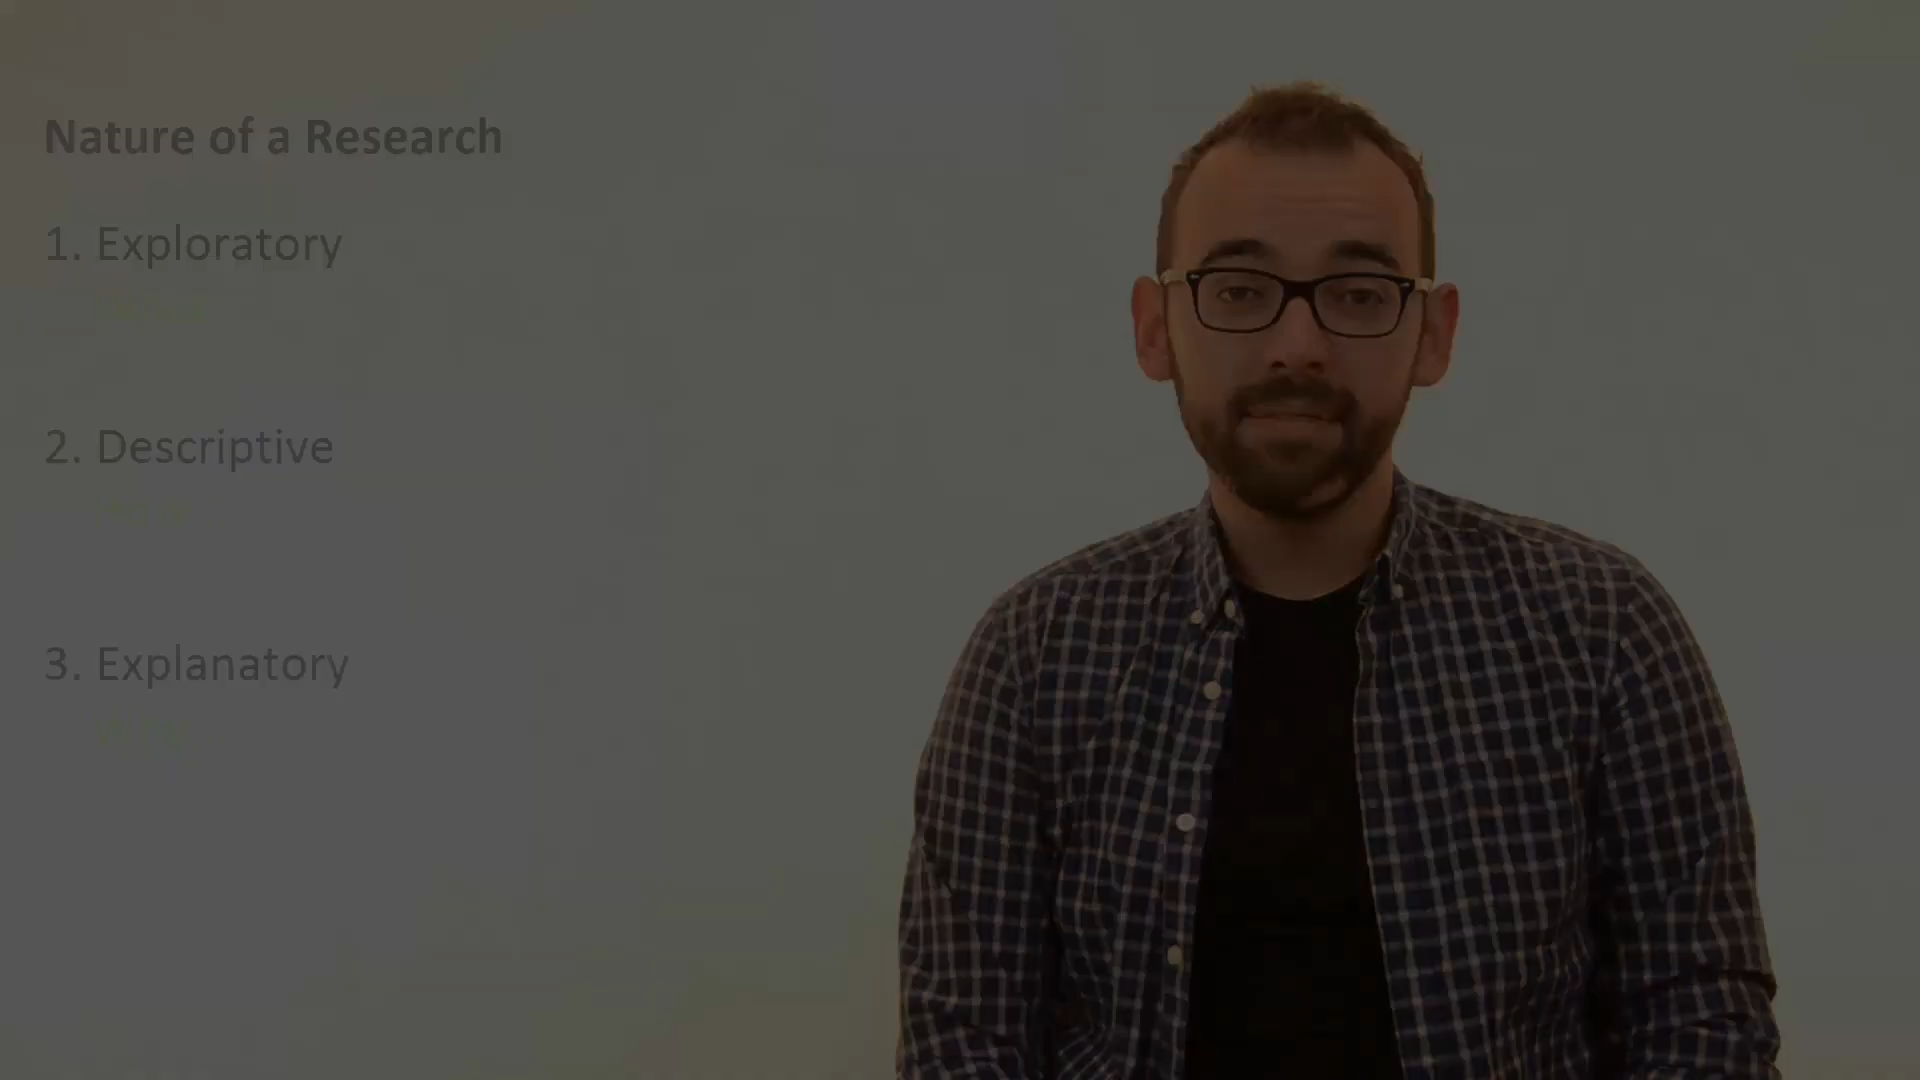 Nature of a Research
1. Exploratory
2. Descriptive
3. Explanatory